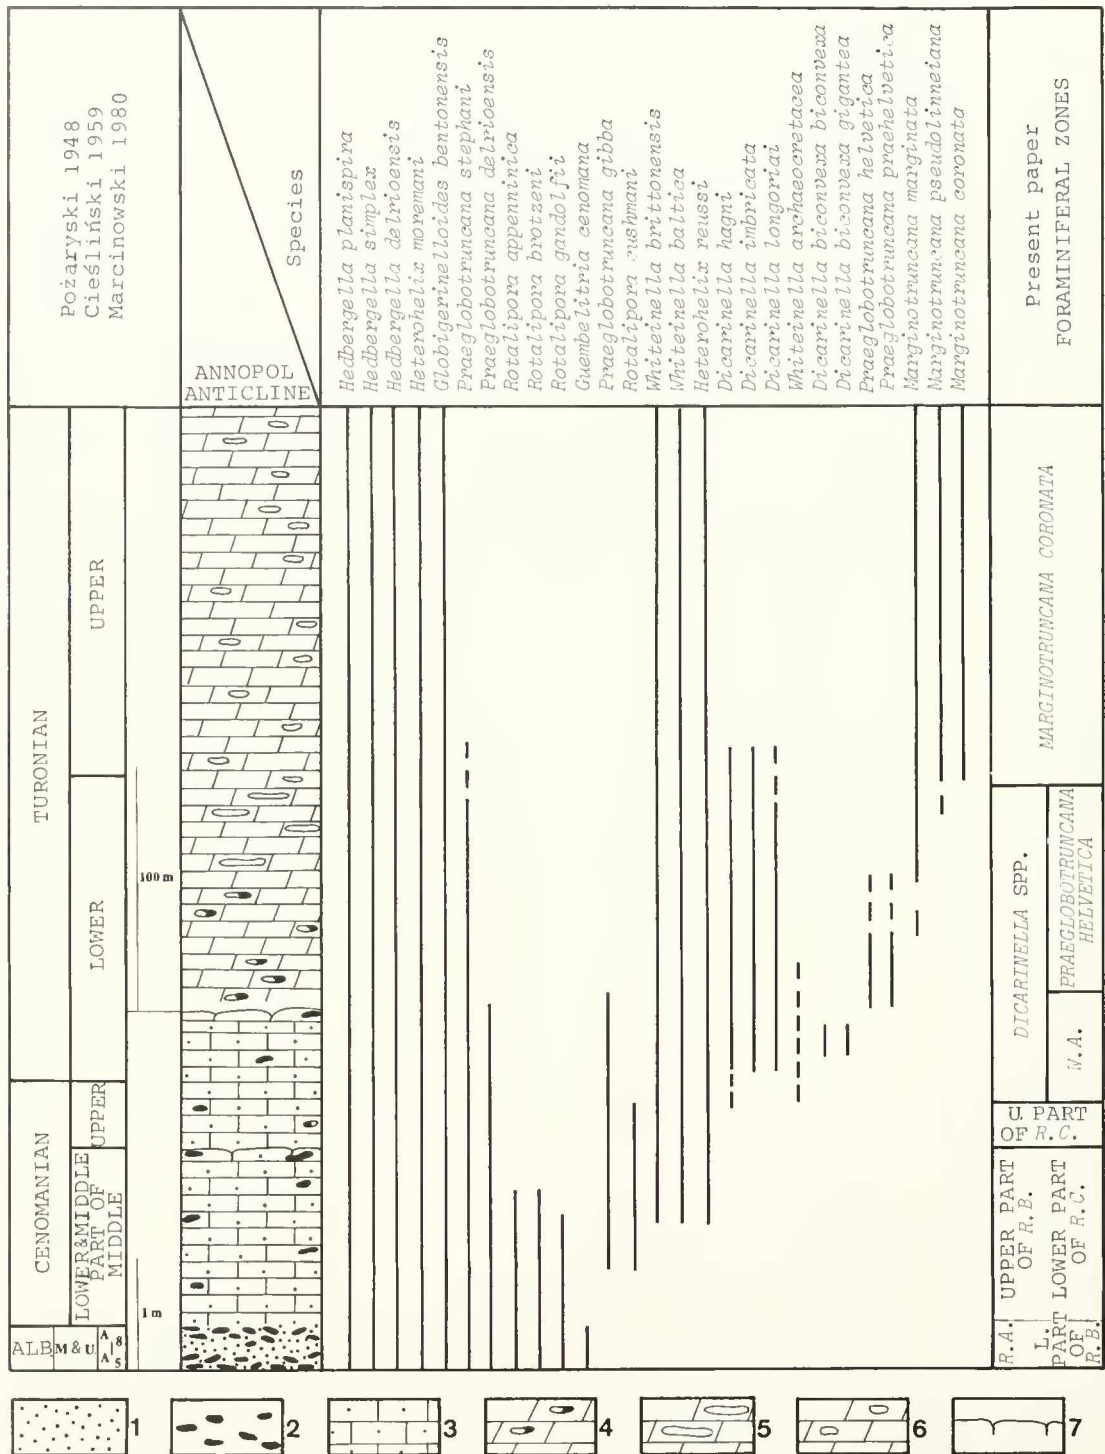 Pożaryski 1948
Cieśliński 1959
Marcinowski 1980
ANNOPOL
ANTICLINE
Species
Hedbergella planispira
Hedbergella simplex
Hedbergella delrioensis
Heterohelix moremani
Globigerinelloides bentonensis
Praeglobotruncana stephani
Praeglobotruncana delrioensis
Rotalipora appenninica
Rotalipora brotzeni
Rotalipora gandolfii
Guembelitria cenomana
Praeglobotruncana gibba
Rotalipora cushmani
Whiteinella brittonensis
Whiteinella baltica
Heterohelix reussi
Dicarinella hagni
Dicarinella imbricata
Dicarinella longoriai
Whiteinella archaeocretacea
Dicarinella biconvexa biconvexa
Dicarinella biconvexa gigantea
Praeglobotruncana helvetica
Praeglobotruncana praehelvetica
Marginotruncana marginata
Marginotruncana pseudolinneiana
Marginotruncana coronata
Present paper
FORAMINIFERAL ZONES
TURONIAN
UPPER
LOWER
100 m
CENOMANIAN
UPPER
LOWER&MIDDLE
PART OF
MIDDLE
1 m
ALB
M & U.
A 8
A 5
MARGINOTRUNCANA CORONATA
DICARINELLA SPP.
PRAEGLOBOTRUNCANA
HELVETICA
W.A.
U. PART
OF R.C.
UPPER PART
OF R.B.
LOWER PART
OF R.C.
R.A.
L.
PART
OF
R.B.
1
2
3
4
5
6
7